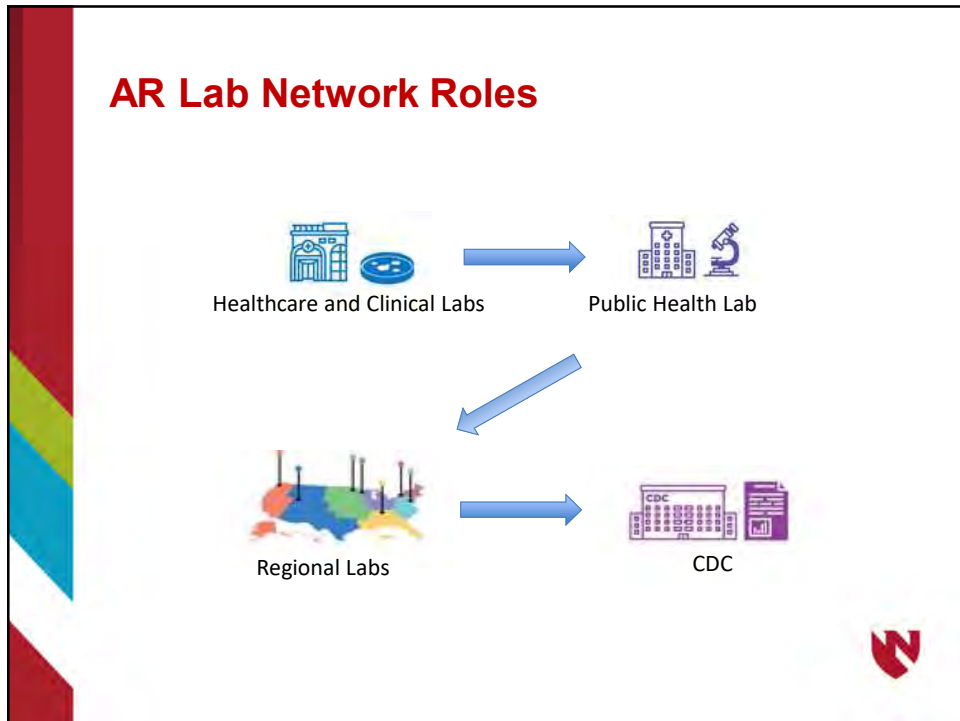 AR Lab Network Roles
Healthcare and Clinical Labs
Public Health Lab
Regional Labs
CDC
CDC
N